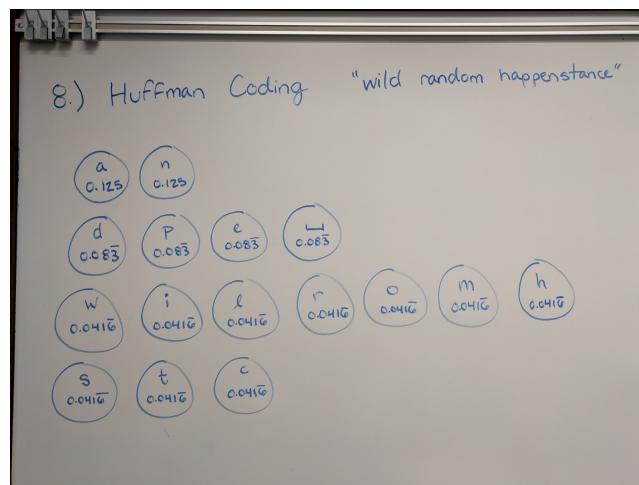 8.) Huffman Coding "wild random happenstance"
a n
0.125 0.125
d p e ⌴
0.083̅ 0.083̅ 0.083̅ 0.083̅
w i l r o m h
0.0416̅ 0.0416̅ 0.0416̅ 0.0416̅ 0.0416̅ 0.0416̅ 0.0416̅
s t c
0.0416̅ 0.0416̅ 0.0416̅